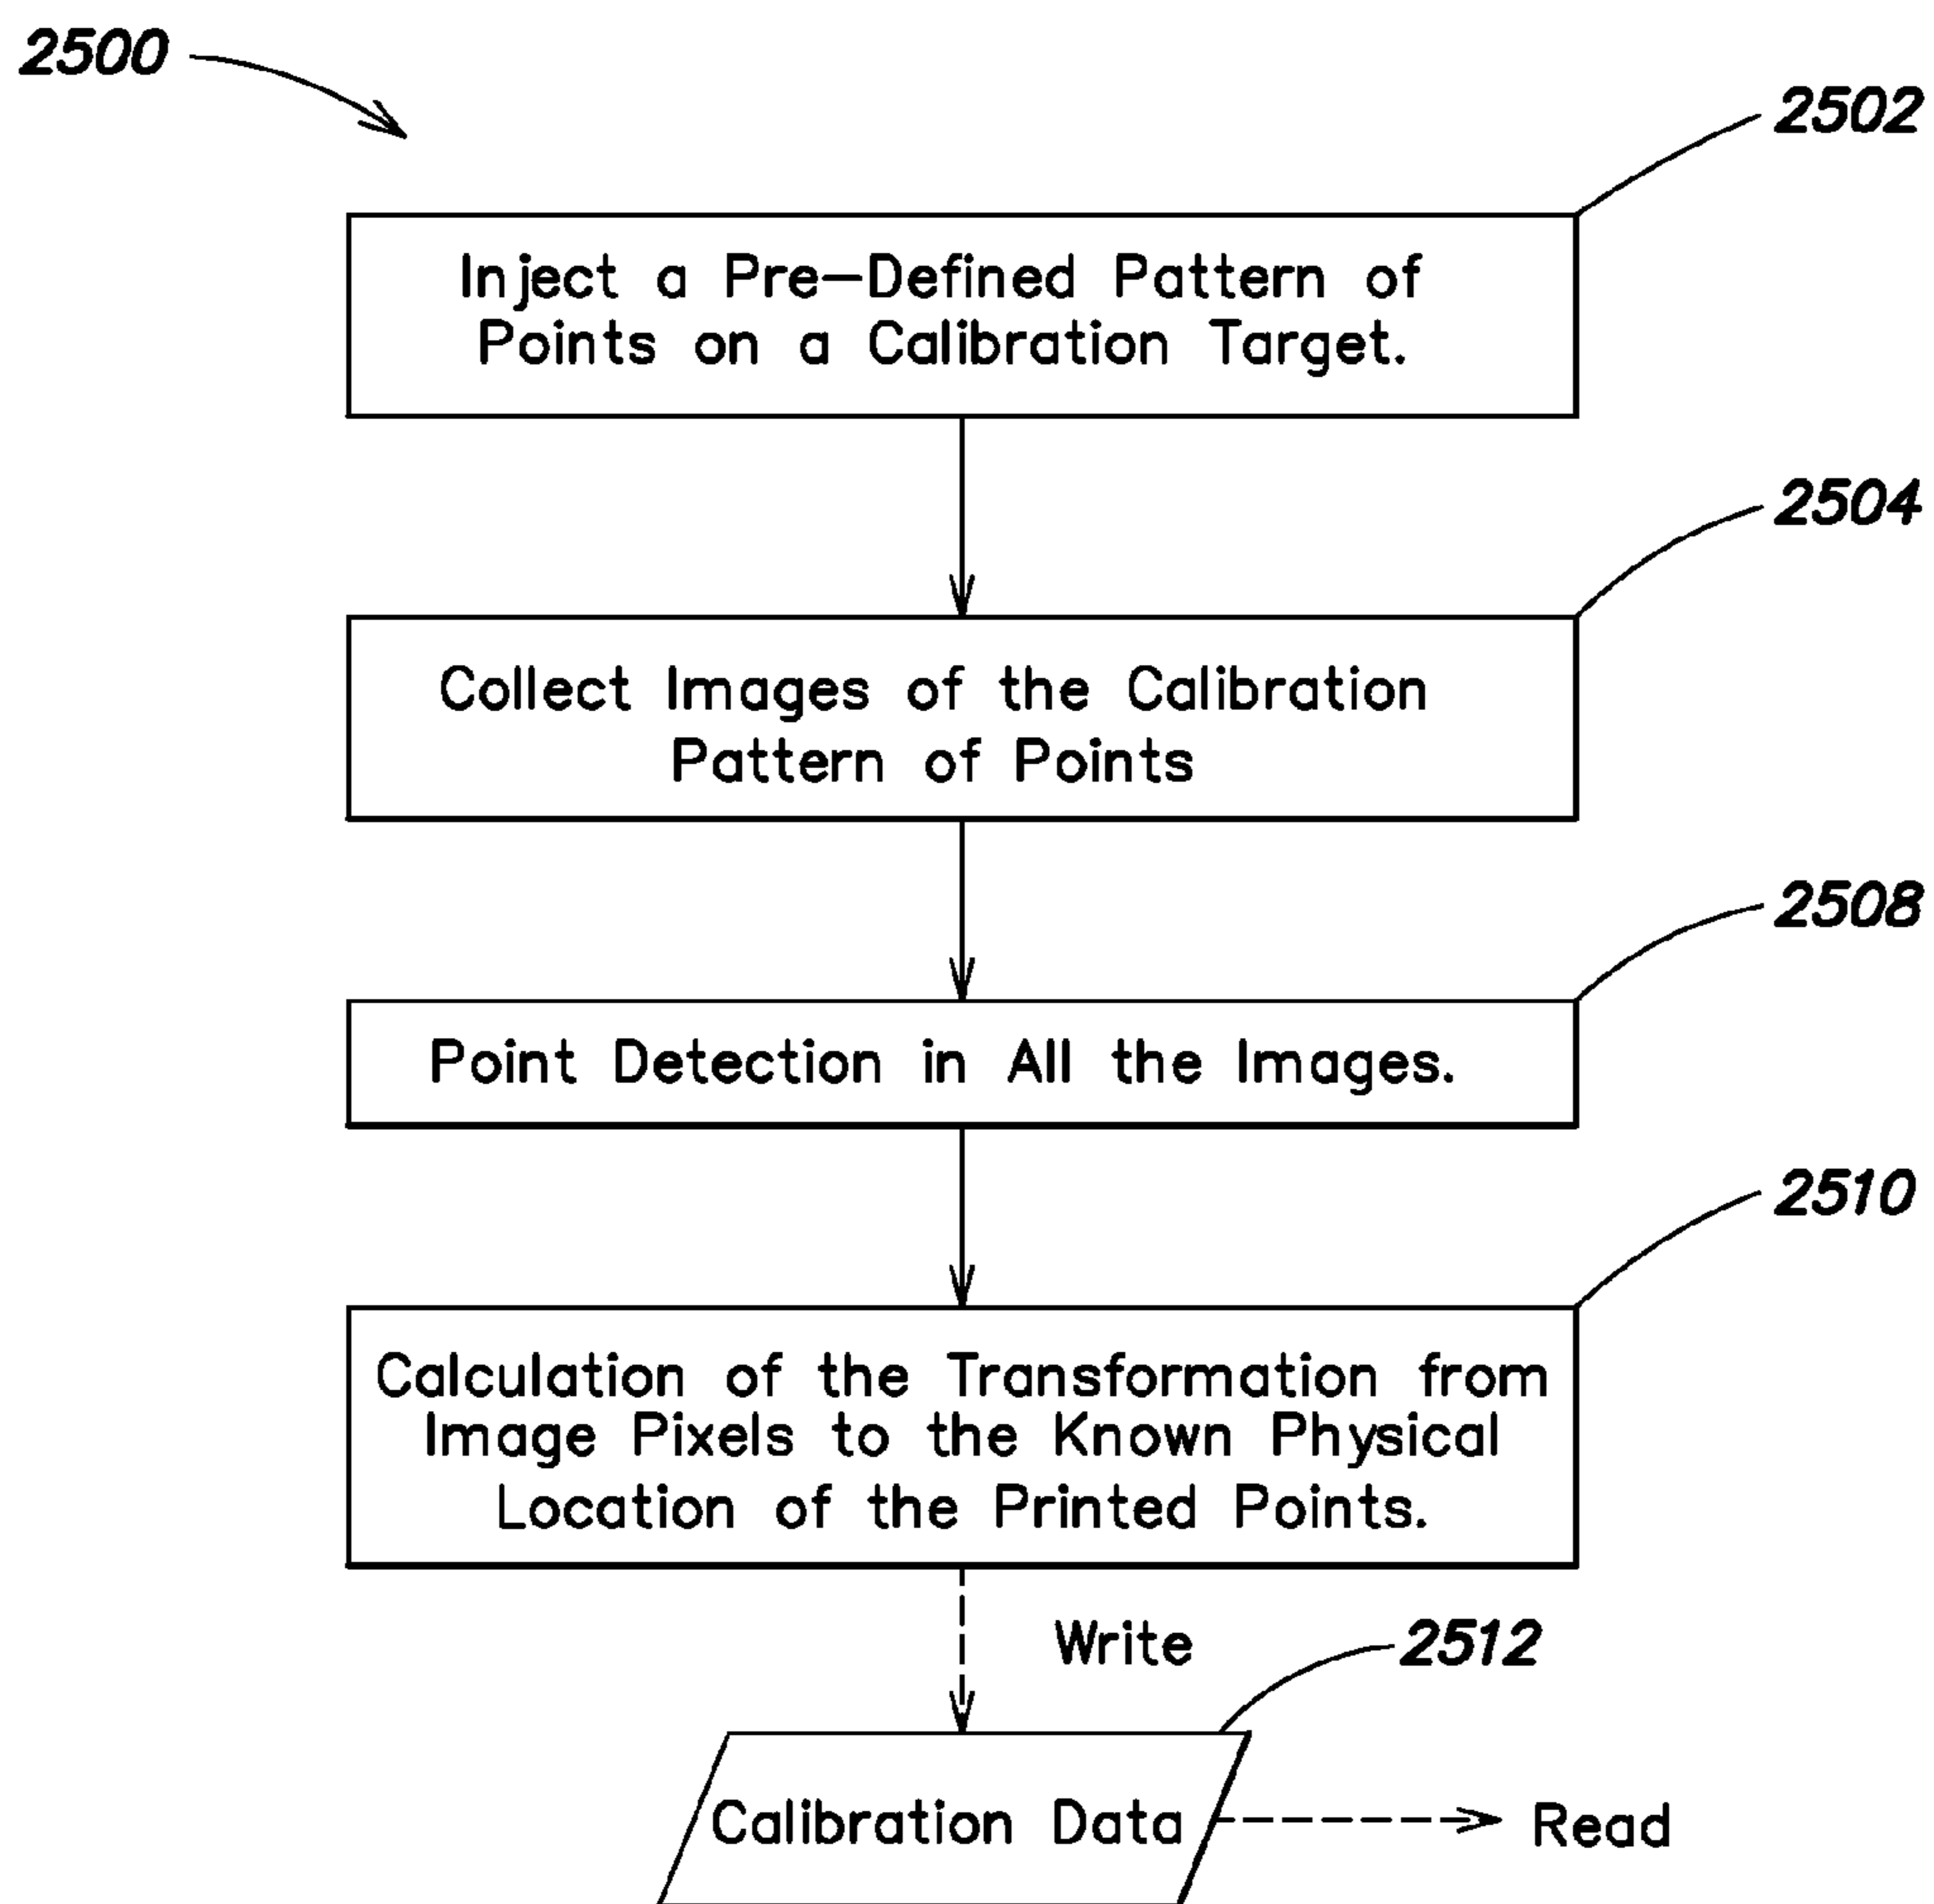 2500
2502
Inject a Pre-Defined Pattern of
Points on a Calibration Target.
2504
Collect Images of the Calibration
Pattern of Points
2508
Point Detection in All the Images.
2510
Calculation of the Transformation from
Image Pixels to the Known Physical
Location of the Printed Points.
Write
2512
Calibration Data
Read